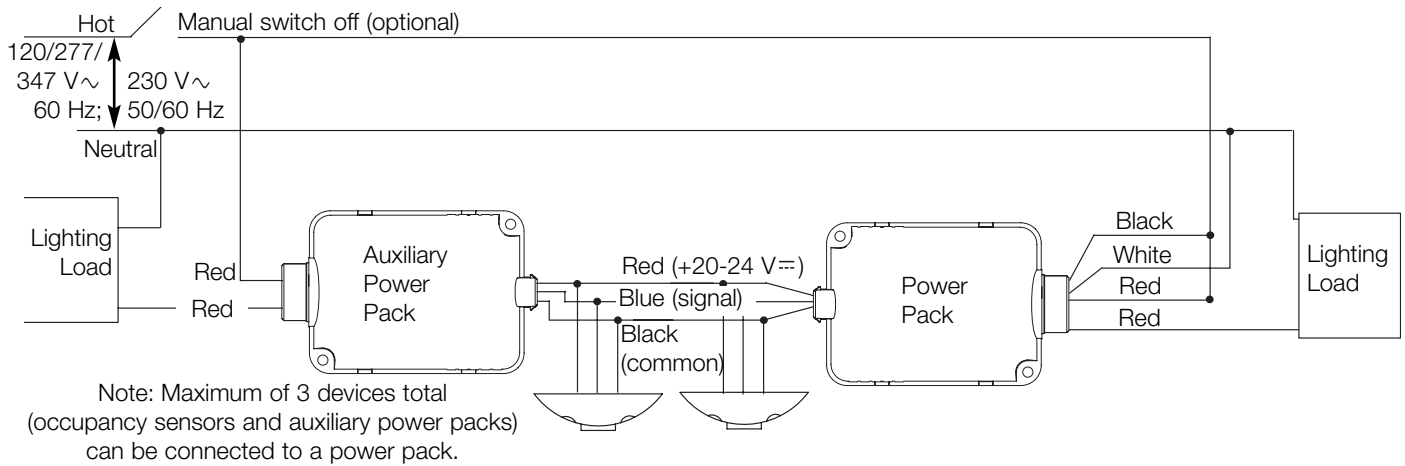 Hot
Manual switch off (optional)
120/277/
347 V∿
60 Hz;
230 V∿
50/60 Hz
Neutral
Lighting
Load
Red
Red
Auxiliary
Power
Pack
Red (+20-24 V⎓)
Blue (signal)
Black
(common)
Power
Pack
Black
White
Red
Red
Lighting
Load
Note: Maximum of 3 devices total
(occupancy sensors and auxiliary power packs)
can be connected to a power pack.